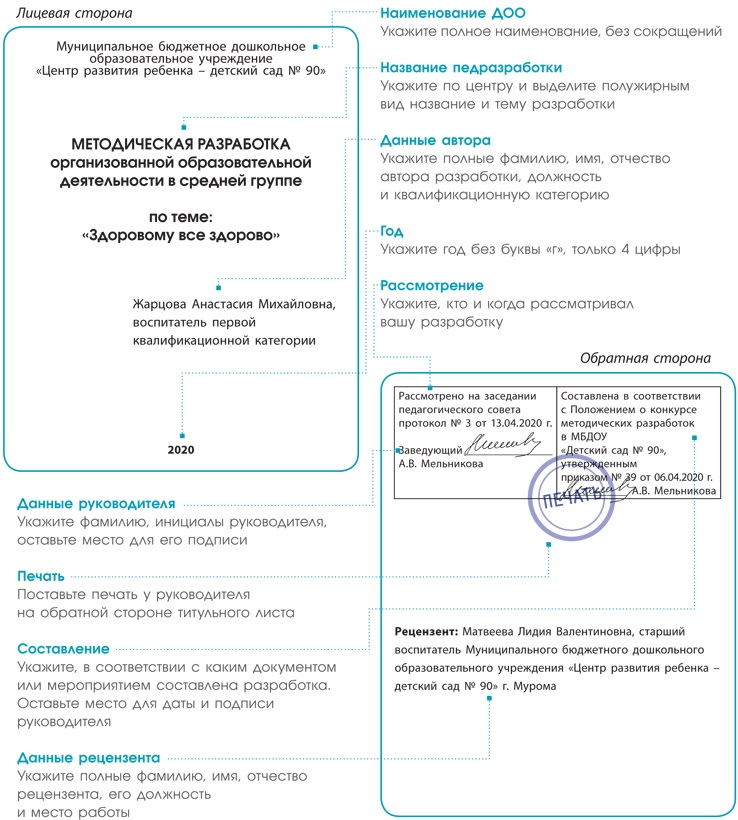 Лицевая сторона
Муниципальное бюджетное дошкольное
образовательное учреждение
«Центр развития ребенка – детский сад № 90»
МЕТОДИЧЕСКАЯ РАЗРАБОТКА
организованной образовательной
деятельности в средней группе
по теме:
«Здоровому все здорово»
Жарцова Анастасия Михайловна,
воспитатель первой
квалификационной категории
2020
Наименование ДОО
Укажите полное наименование, без сокращений
Название педразработки
Укажите по центру и выделите полужирным
вид название и тему разработки
Данные автора
Укажите полные фамилию, имя, отчество
автора разработки, должность
и квалификационную категорию
Год
Укажите год без буквы «г», только 4 цифры
Рассмотрение
Укажите, кто и когда рассматривал
вашу разработку
Обратная сторона
Рассмотрено на заседании
педагогического совета
протокол № 3 от 13.04.2020 г.
Заведующий
А.В. Мельникова
Составлена в соответствии
с Положением о конкурсе
методических разработок
в МБДОУ
«Детский сад № 90»,
утвержденным
приказом № 39 от 06.04.2020 г.
А.В. Мельникова
ПЕЧАТЬ
Рецензент: Матвеева Лидия Валентиновна, старший
воспитатель Муниципального бюджетного дошкольного
образовательного учреждения «Центр развития ребенка –
детский сад № 90» г. Мурома
Данные руководителя
Укажите фамилию, инициалы руководителя,
оставьте место для его подписи
Печать
Поставьте печать у руководителя
на обратной стороне титульного листа
Составление
Укажите, в соответствии с каким документом
или мероприятием составлена разработка.
Оставьте место для даты и подписи
руководителя
Данные рецензента
Укажите полные фамилию, имя, отчество
рецензента, его должность
и место работы